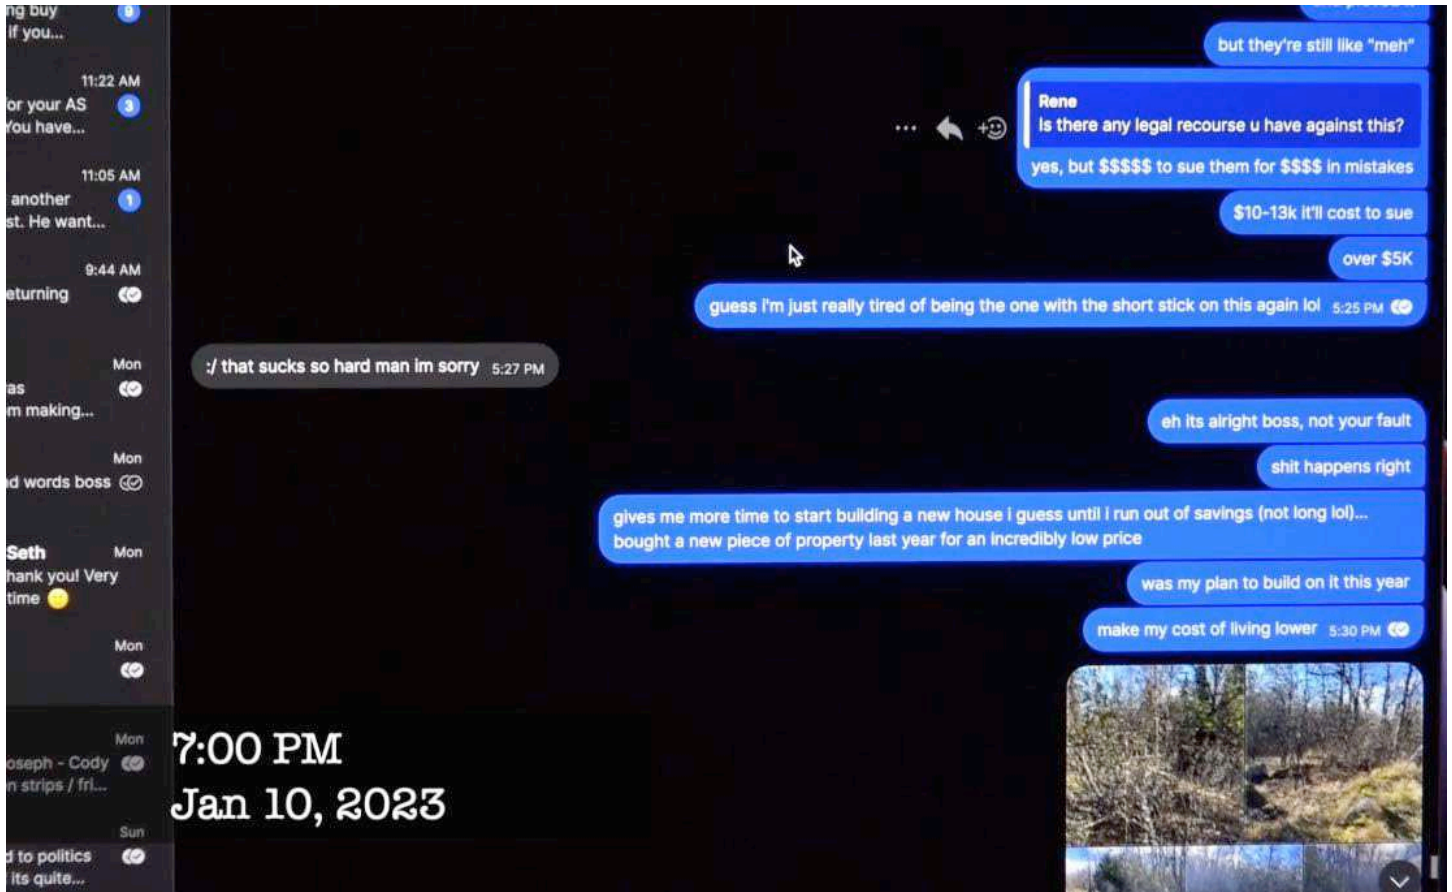 ng buy
9
if you...
11:22 AM
or your AS
3
You have...
11:05 AM
another
1
st. He want...
9:44 AM
eturning
Mon
as
m making...
Mon
d words boss
Seth
Mon
hank you! Very
time
Mon
Mon
oseph - Cody
n strips / fri...
Sun
d to politics
its quite...
but they're still like "meh"
Rene
Is there any legal recourse u have against this?
yes, but $$$$$ to sue them for $$$$ in mistakes
$10-13k it'll cost to sue
over $5K
guess I'm just really tired of being the one with the short stick on this again lol 5:25 PM
:/ that sucks so hard man im sorry 5:27 PM
eh its alright boss, not your fault
shit happens right
gives me more time to start building a new house i guess until i run out of savings (not long lol)...
bought a new piece of property last year for an incredibly low price
was my plan to build on it this year
make my cost of living lower 5:30 PM
7:00 PM
Jan 10, 2023